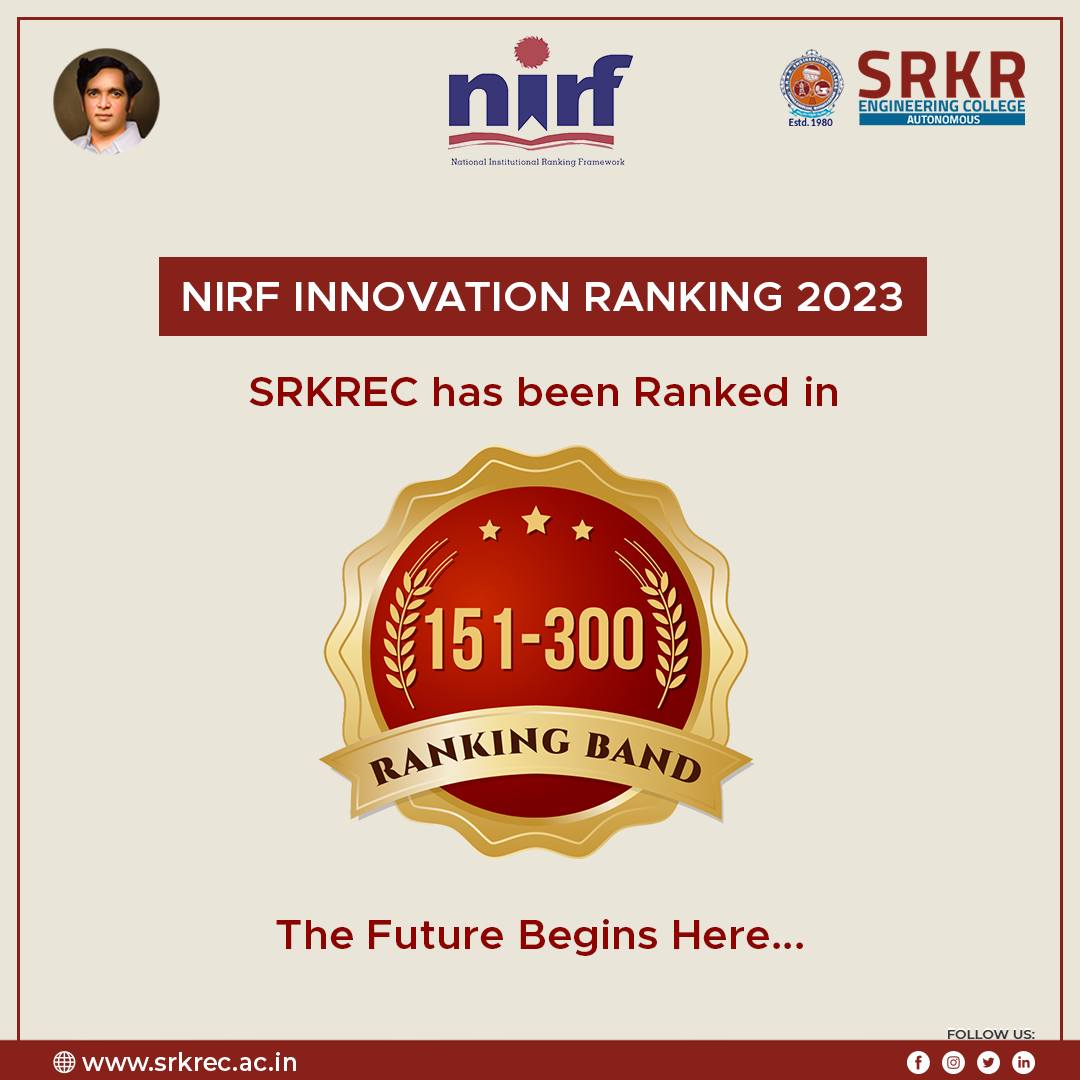 nirf
National Institutional Ranking Framework
Estd. 1980
SRKR
ENGINEERING COLLEGE
AUTONOMOUS
NIRF INNOVATION RANKING 2023
SRKREC has been Ranked in
151-300
RANKING BAND
The Future Begins Here...
FOLLOW US:
www.srkrec.ac.in